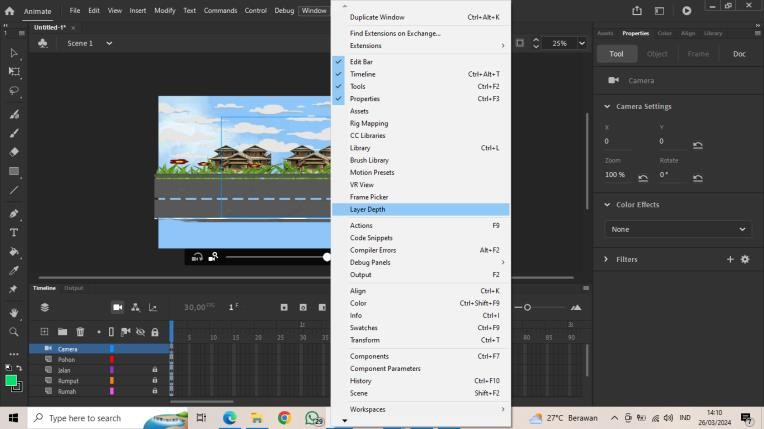 Animate File Edit View Insert Modify Text Commands Control Debug Window
Untitled-1* ×
Scene 1
25%
Duplicate Window Ctrl+Alt+K
Find Extensions on Exchange...
Extensions
Edit Bar
Timeline Ctrl+Alt+T
Tools Ctrl+F2
Properties Ctrl+F3
Assets
Rig Mapping
CC Libraries
Library Ctrl+L
Brush Library
Motion Presets
VR View
Frame Picker
Layer Depth
Actions F9
Code Snippets
Compiler Errors Alt+F2
Debug Panels
Output F2
Align Ctrl+K
Color Ctrl+Shift+F9
Info Ctrl+I
Swatches Ctrl+F9
Transform Ctrl+T
Components Ctrl+F7
Component Parameters
History Ctrl+F10
Scene Shift+F2
Workspaces
Assets Properties Color Align Library
Tool Object Frame Doc
Camera
Camera Settings
X Y
0 0
Zoom Rotate
100 % 0 °
Color Effects
None
Filters
Timeline Output
30,00 FPS 1 F
1s 3s
5 10 15 20 25 30 35 80 85 90
Camera
Pohon
Jalan
Rumput
Rumah
Type here to search
29
27°C Berawan
IND
14:10
26/03/2024
7